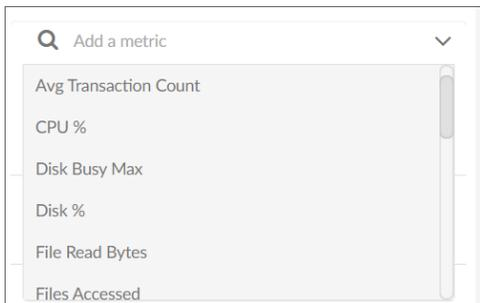 Add a metric
Avg Transaction Count
CPU %
Disk Busy Max
Disk %
File Read Bytes
Files Accessed